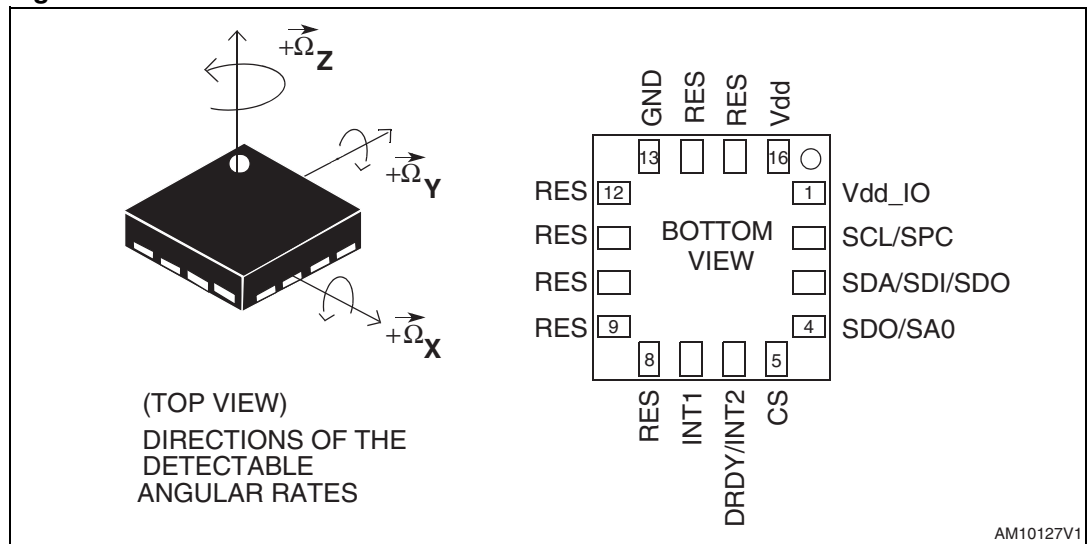 +Ω Z
+Ω Y
+Ω X
(TOP VIEW)
DIRECTIONS OF THE
DETECTABLE
ANGULAR RATES
GND
RES
RES
Vdd
13
16
RES 12
1 Vdd_IO
RES
SCL/SPC
BOTTOM
VIEW
RES
SDA/SDI/SDO
RES 9
4 SDO/SA0
8
5
RES
INT1
DRDY/INT2
CS
AM10127V1